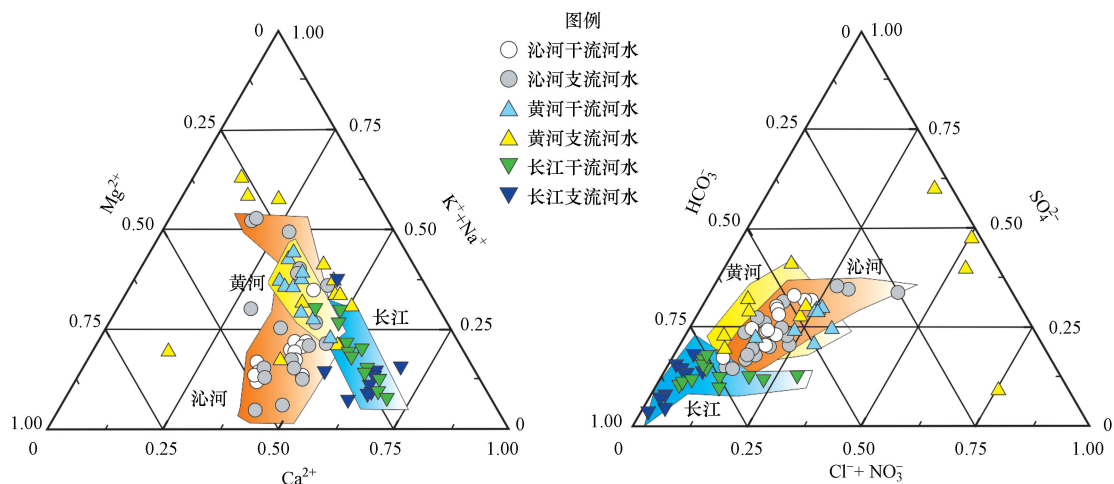 图例
沁河干流河水
沁河支流河水
黄河干流河水
黄河支流河水
长江干流河水
长江支流河水
0 1.00
0.25 0.75
0.50 0.50
0.75 0.25
1.00 0
0 0.25 0.50 0.75 1.00
Mg²⁺
K⁺+Na⁺
Ca²⁺
黄河
长江
沁河
0 1.00
0.25 0.75
0.50 0.50
0.75 0.25
1.00 0
0 0.25 0.50 0.75 1.00
HCO₃⁻
SO₄²⁻
Cl⁻+ NO₃⁻
黄河
沁河
长江